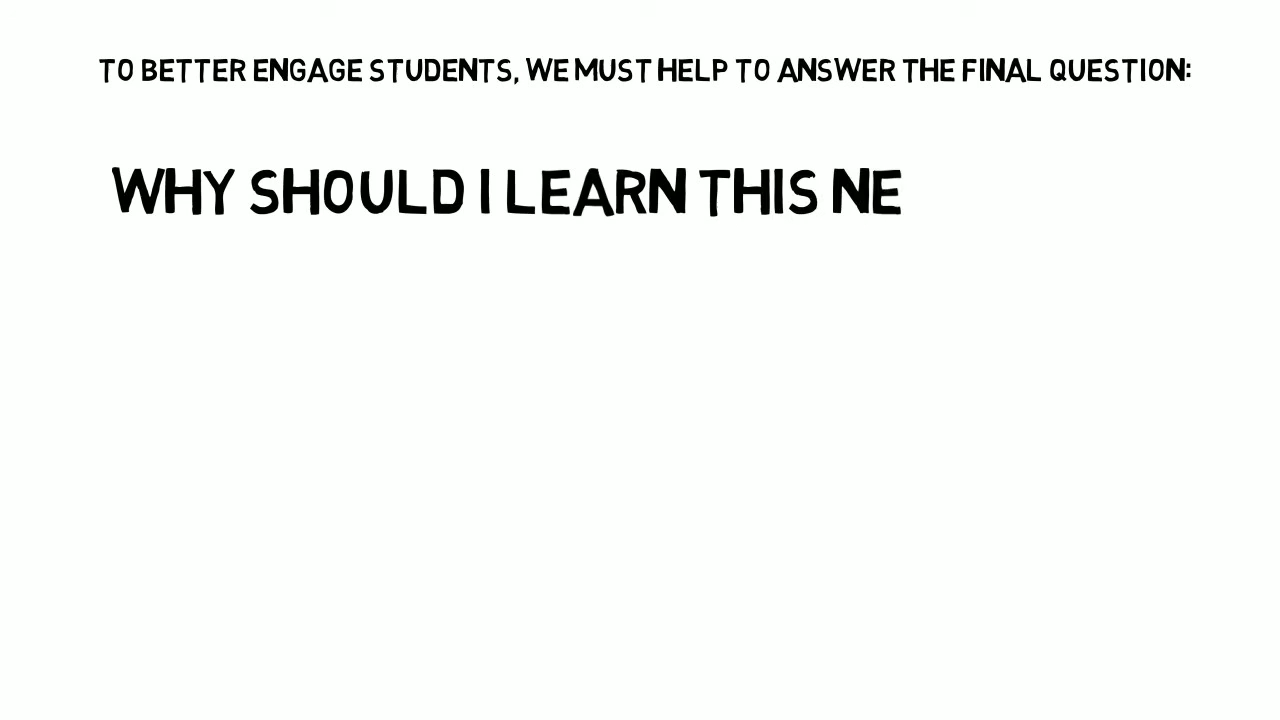 TO BETTER ENGAGE STUDENTS, WE MUST HELP TO ANSWER THE FINAL QUESTION:
WHY SHOULD I LEARN THIS NE